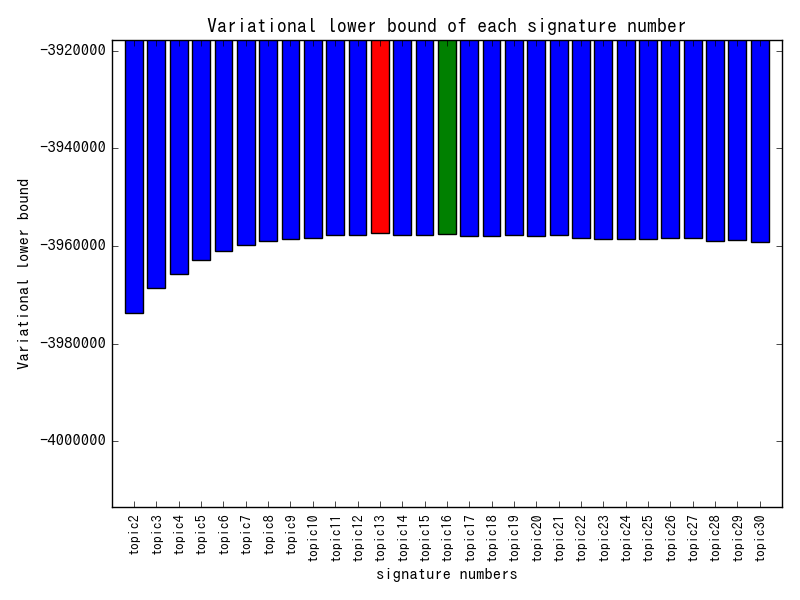 Variational lower bound of each signature number
Variational lower bound
−3920000
−3940000
−3960000
−3980000
−4000000
topic2
topic3
topic4
topic5
topic6
topic7
topic8
topic9
topic10
topic11
topic12
topic13
topic14
topic15
topic16
topic17
topic18
topic19
topic20
topic21
topic22
topic23
topic24
topic25
topic26
topic27
topic28
topic29
topic30
signature numbers